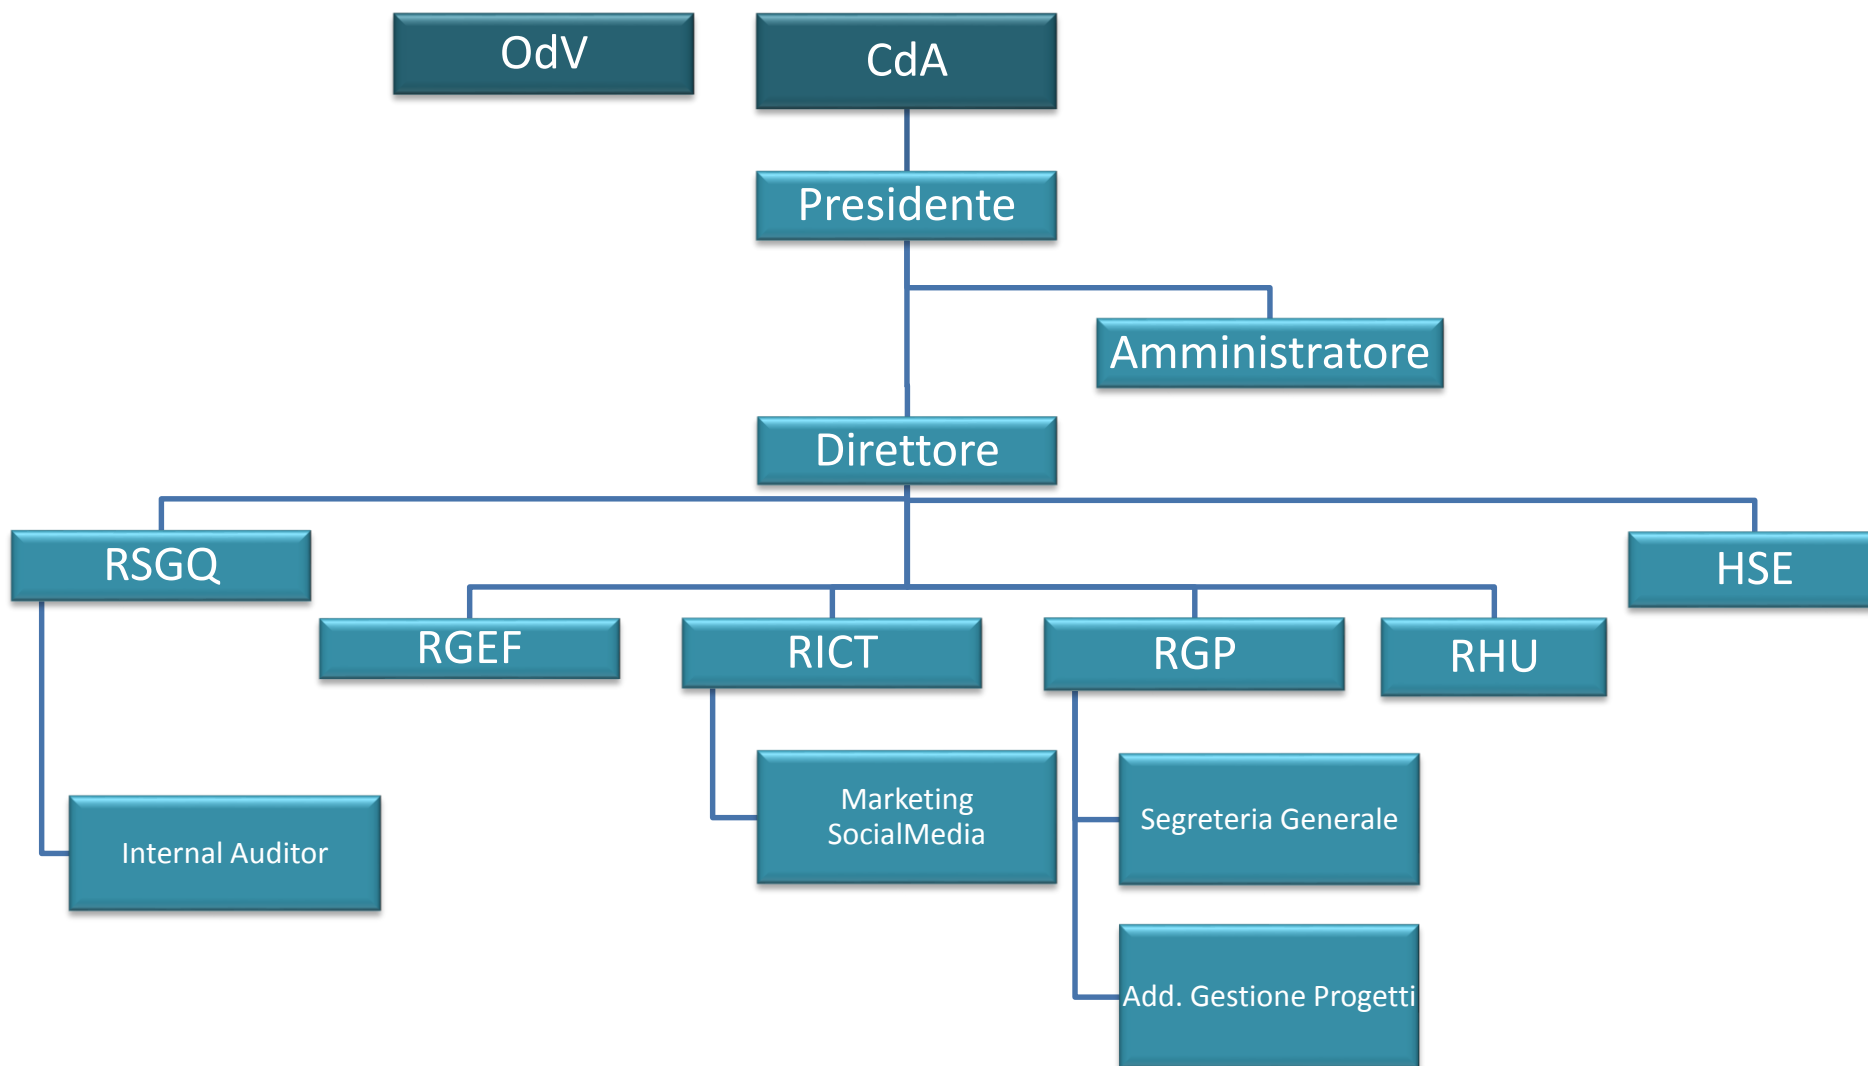 OdV
CdA
Presidente
Amministratore
Direttore
RSGQ
HSE
RGEF
RICT
RGP
RHU
Marketing
SocialMedia
Segreteria Generale
Internal Auditor
Add. Gestione Progetti